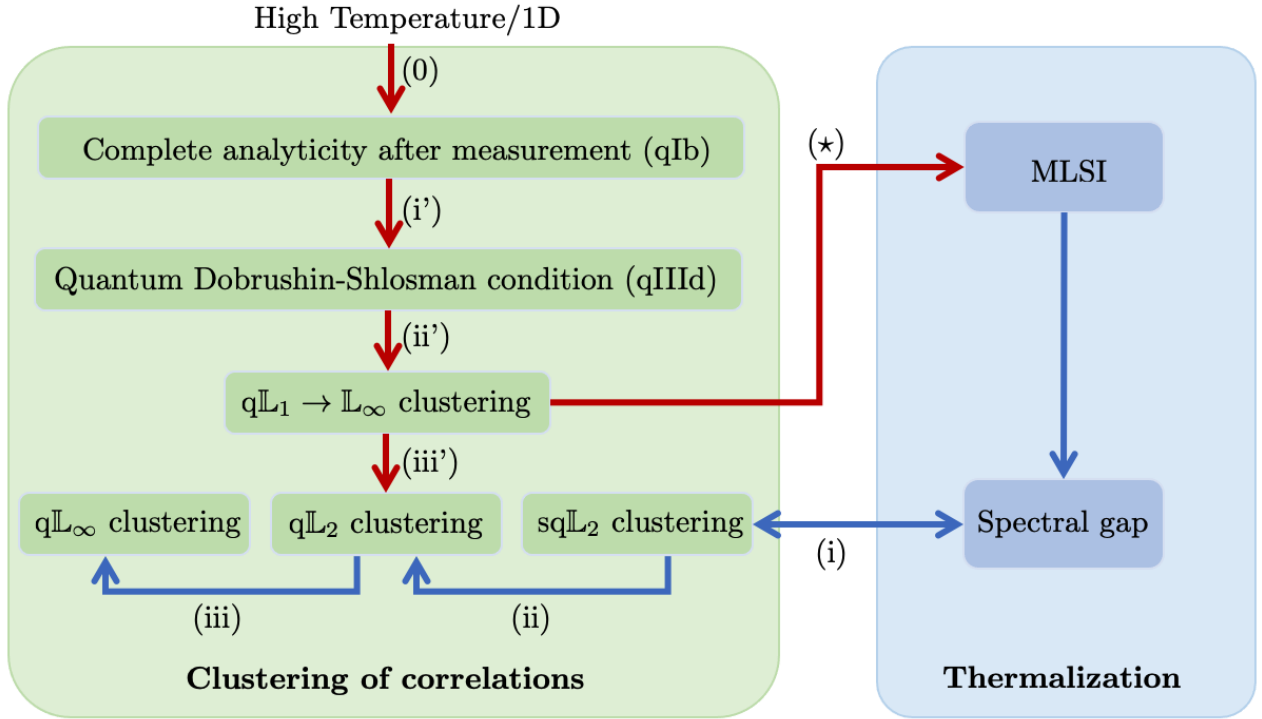 High Temperature/1D
(0)
Complete analyticity after measurement (qIb)
(⋆)
MLSI
(i')
Quantum Dobrushin-Shlosman condition (qIIId)
(ii')
q𝕃₁ → 𝕃∞ clustering
(iii')
q𝕃∞ clustering
q𝕃₂ clustering
sq𝕃₂ clustering
Spectral gap
(i)
(iii)
(ii)
Clustering of correlations
Thermalization